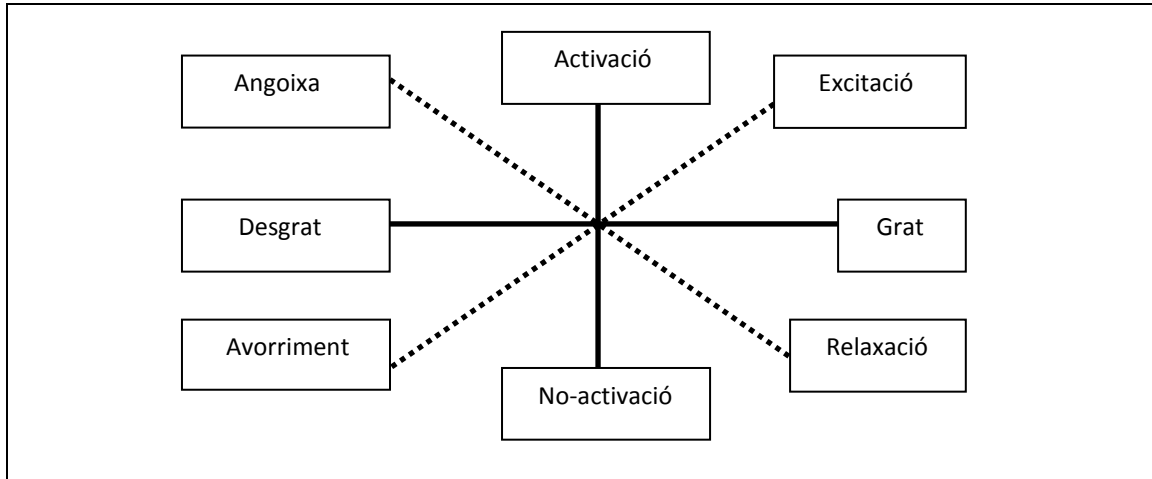 Activació
Angoixa
Excitació
Desgrat
Grat
Avorriment
Relaxació
No-activació